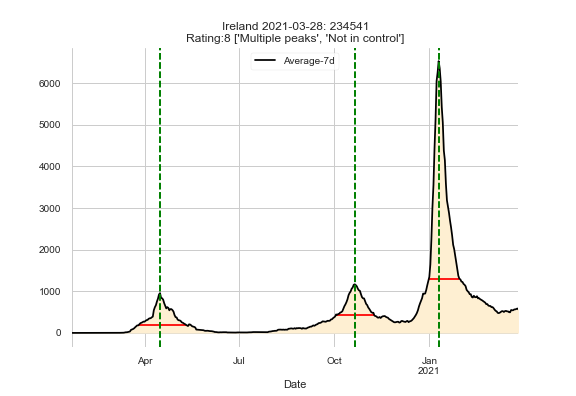 Ireland 2021-03-28: 234541
Rating:8 ['Multiple peaks', 'Not in control']
Average-7d
6000
5000
4000
3000
2000
1000
0
Apr
Jul
Oct
Jan
2021
Date